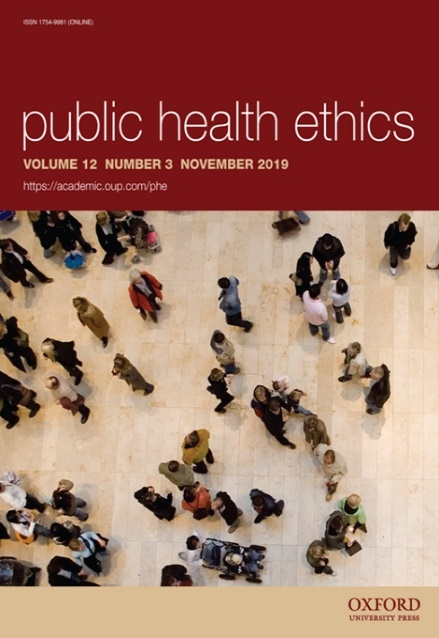 ISSN 1754-9981 (ONLINE)
public health ethics
VOLUME 12 NUMBER 3 NOVEMBER 2019
https://academic.oup.com/phe
OXFORD
UNIVERSITY PRESS